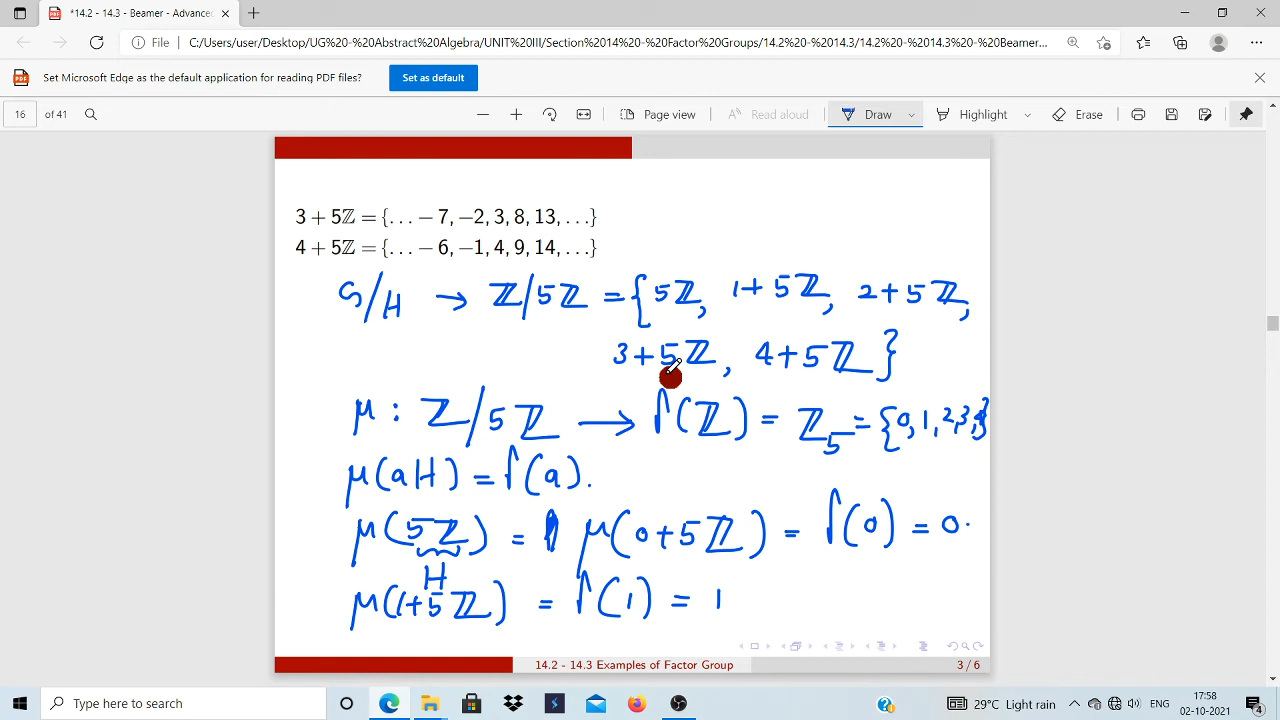 *14.2 - 14.3 - Beamer - Advance
File
C:/Users/user/Desktop/UG%20-%20Abstract%20Algebra/UNIT%20III/Section%2014%20Factor%20Groups/14.2%20-%2014.3/14.2%20-%2014.3%20Beamer...
Set Microsoft Edge as the default application for reading PDF files?
Set as default
16 of 41
Page view
Read aloud
Draw
Highlight
Erase
3 + 5ℤ = {... − 7, −2, 3, 8, 13, ...}
4 + 5ℤ = {... − 6, −1, 4, 9, 14, ...}
G/H → ℤ/5ℤ = {5ℤ, 1+5ℤ, 2+5ℤ,
3+5ℤ, 4+5ℤ}
μ : ℤ/5ℤ → γ(ℤ) = ℤ₅ = {0,1,2,3,4}
μ(aH) = γ(a).
μ(5ℤ) = μ(0+5ℤ) = γ(0) = 0.
H
μ(1+5ℤ) = γ(1) = 1
14.2 - 14.3 Examples of Factor Group
3 / 6
Type here to search
29°C Light rain
ENG
17:58
02-10-2021
4